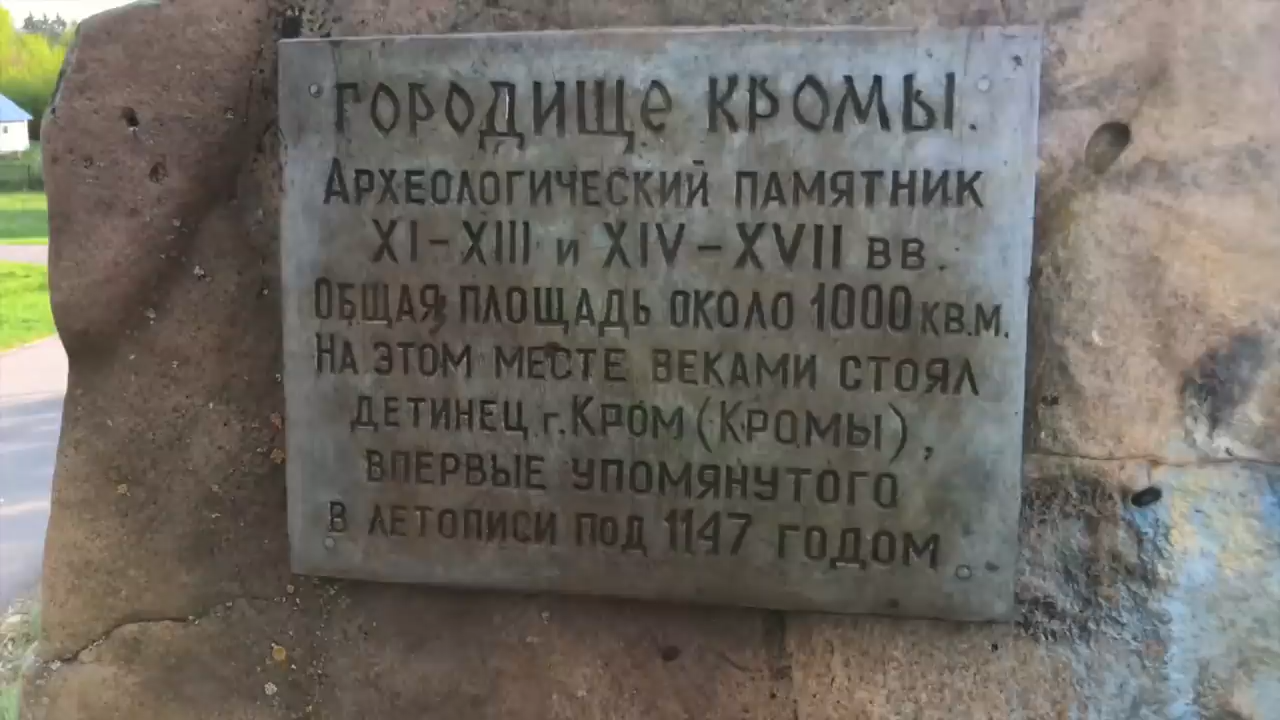 ГОРОДИЩе КРОМЫ.
АРХЕОЛОГИЧЕСКИЙ ПАМЯТНИК
XI-XIII и XIV-XVII ВВ.
ОБЩАЯ ПЛОЩАДЬ ОКОЛО 1000 КВ.М.
НА ЭТОМ МЕСТЕ ВЕКАМИ СТОЯЛ
ДЕТИНЕЦ г. КРОМ (КРОМЫ),
ВПЕРВЫЕ УПОМЯНУТОГО
В ЛЕТОПИСИ ПОД 1147 ГОДОМ